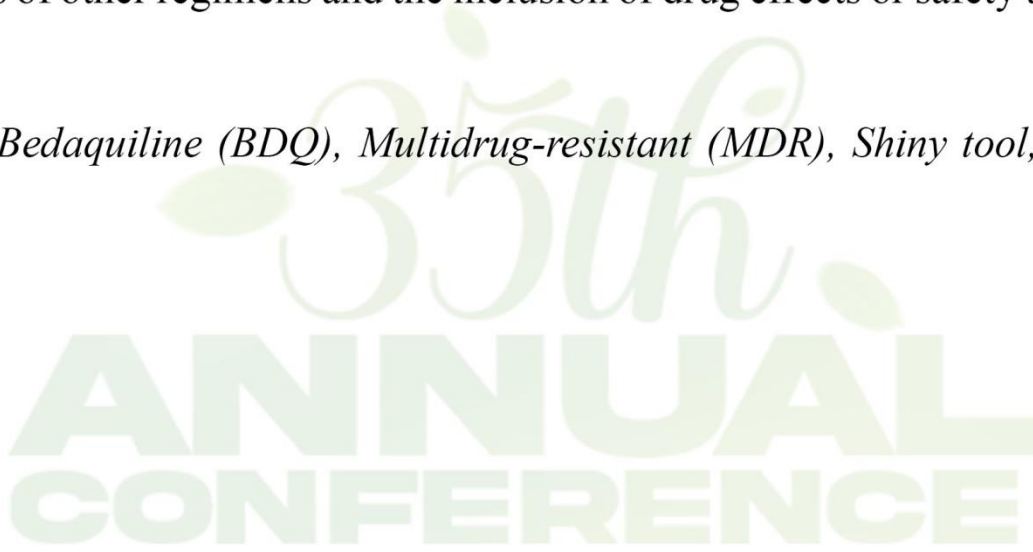 of other regimens and the inclusion of drug effects or safety
Bedaquiline (BDQ), Multidrug-resistant (MDR), Shiny tool,
35th
ANNUAL
CONFERENCE